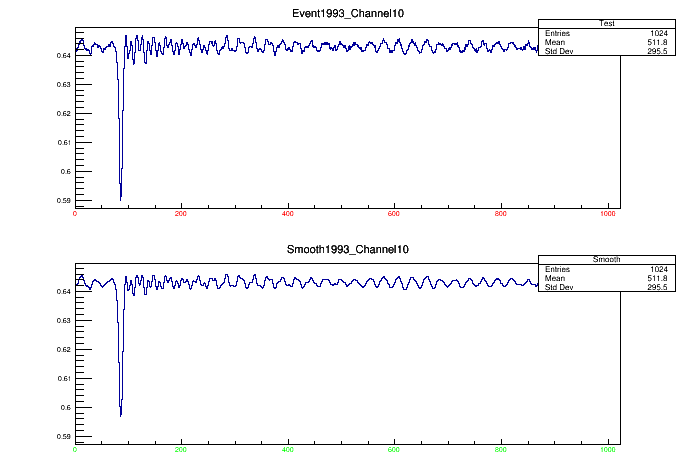 Event1993_Channel10
Test
Entries 1024
Mean 511.8
Std Dev 295.5
0.64
0.63
0.62
0.61
0.6
0.59
0 200 400 600 800 1000
Smooth1993_Channel10
Smooth
Entries 1024
Mean 511.8
Std Dev 295.5
0.64
0.63
0.62
0.61
0.6
0.59
0 200 400 600 800 1000